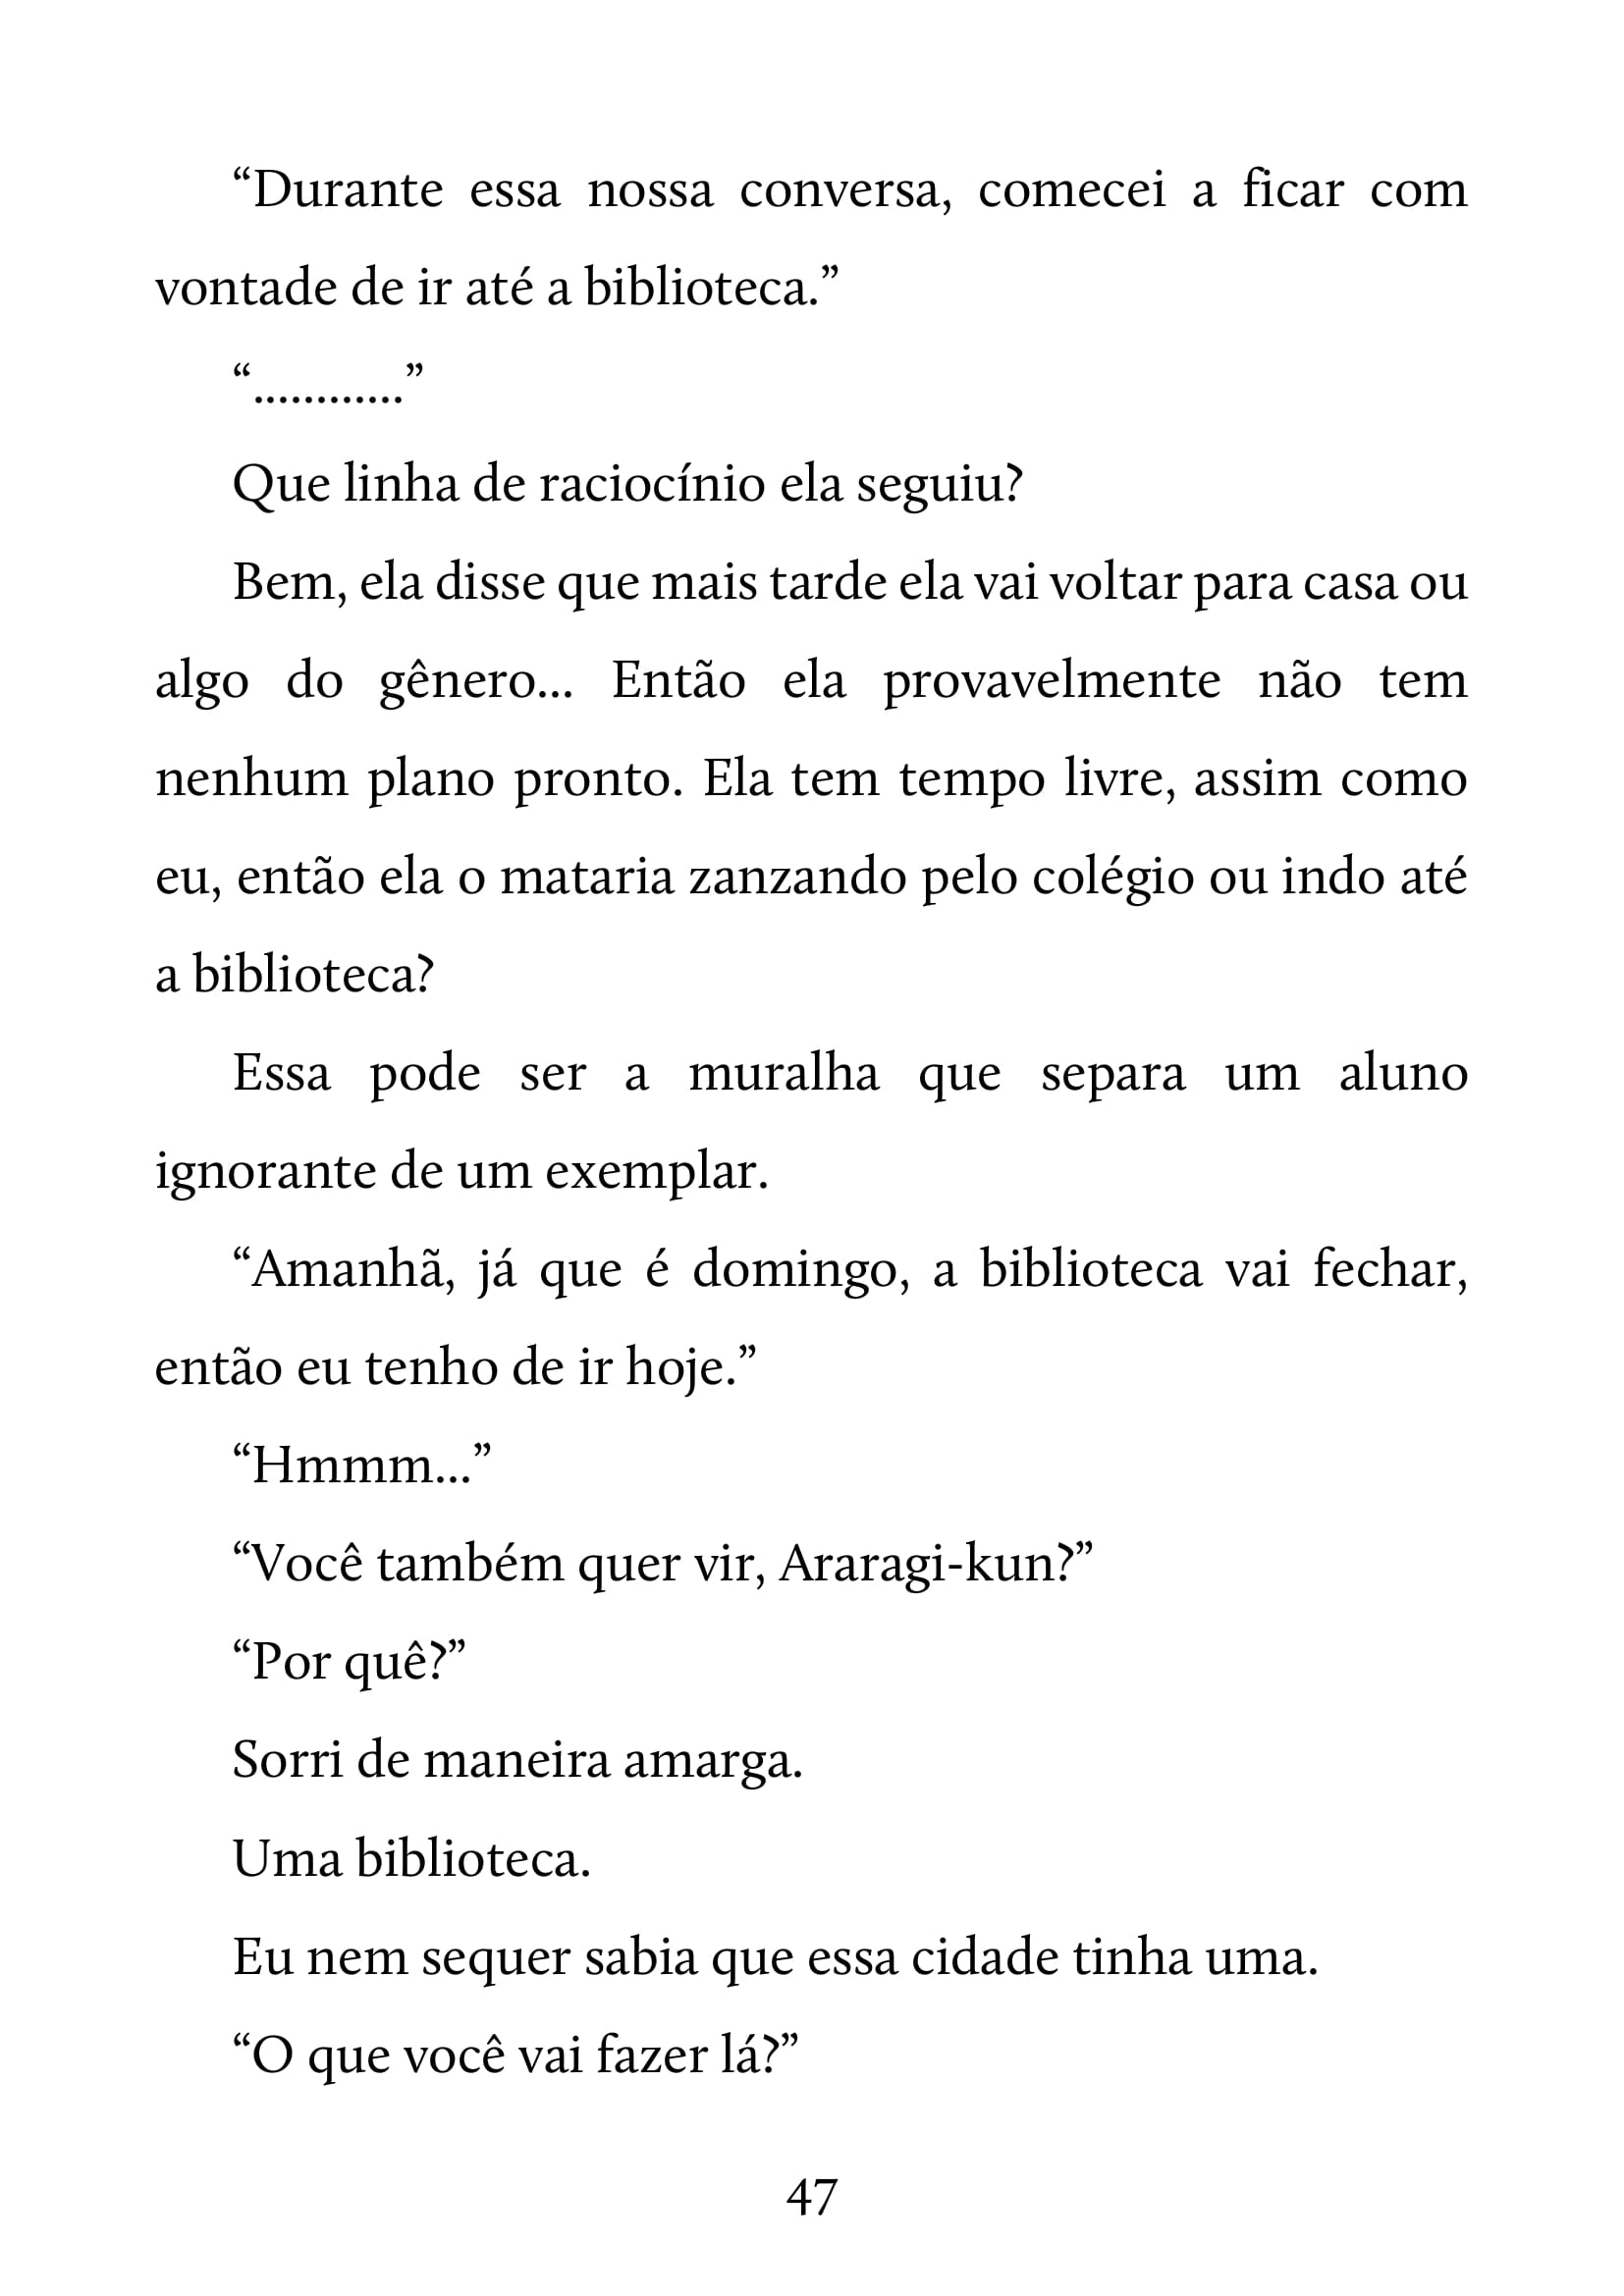 “Durante essa nossa conversa, comecei a ficar com
vontade de ir até a biblioteca.”
“............”
Que linha de raciocínio ela seguiu?
Bem, ela disse que mais tarde ela vai voltar para casa ou
algo do gênero... Então ela provavelmente não tem
nenhum plano pronto. Ela tem tempo livre, assim como
eu, então ela o mataria zanzando pelo colégio ou indo até
a biblioteca?
Essa pode ser a muralha que separa um aluno
ignorante de um exemplar.
“Amanhã, já que é domingo, a biblioteca vai fechar,
então eu tenho de ir hoje.”
“Hmmm...”
“Você também quer vir, Araragi-kun?”
“Por quê?”
Sorri de maneira amarga.
Uma biblioteca.
Eu nem sequer sabia que essa cidade tinha uma.
“O que você vai fazer lá?”
47